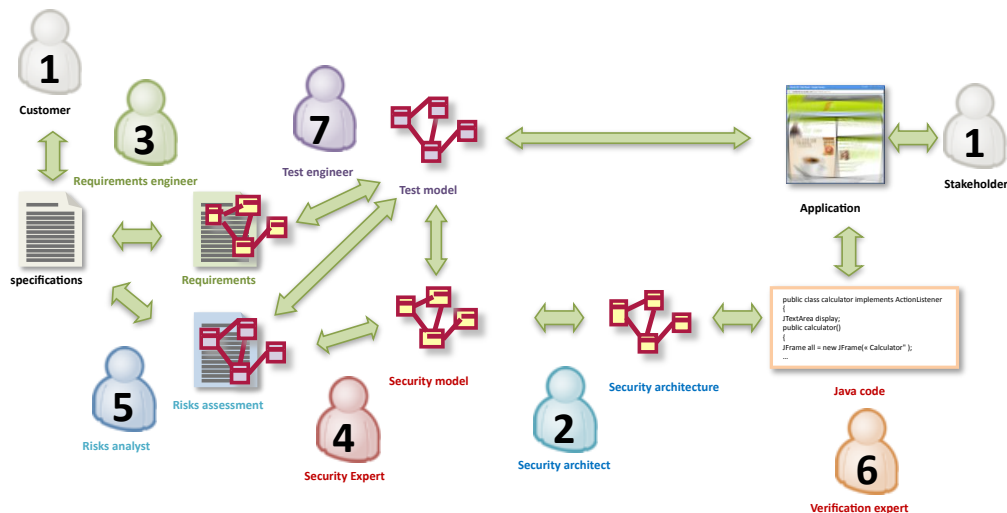 1
Customer
3
Requirements engineer
7
Test engineer
Test model
Application
1
Stakeholder
specifications
Requirements
5
Risks analyst
Risks assessment
4
Security Expert
Security model
2
Security architect
Security architecture
public class calculator implements ActionListener
{
JTextArea display;
public calculator()
{
JFrame all = new JFrame(« Calculator" );
...
Java code
6
Verification expert